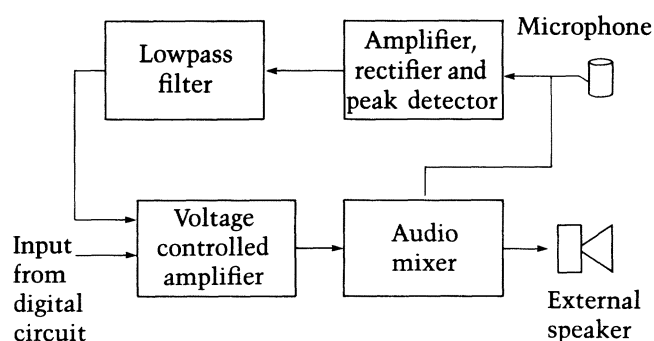 Microphone
Lowpass
filter
Amplifier,
rectifier and
peak detector
Voltage
controlled
amplifier
Audio
mixer
Input
from
digital
circuit
External
speaker